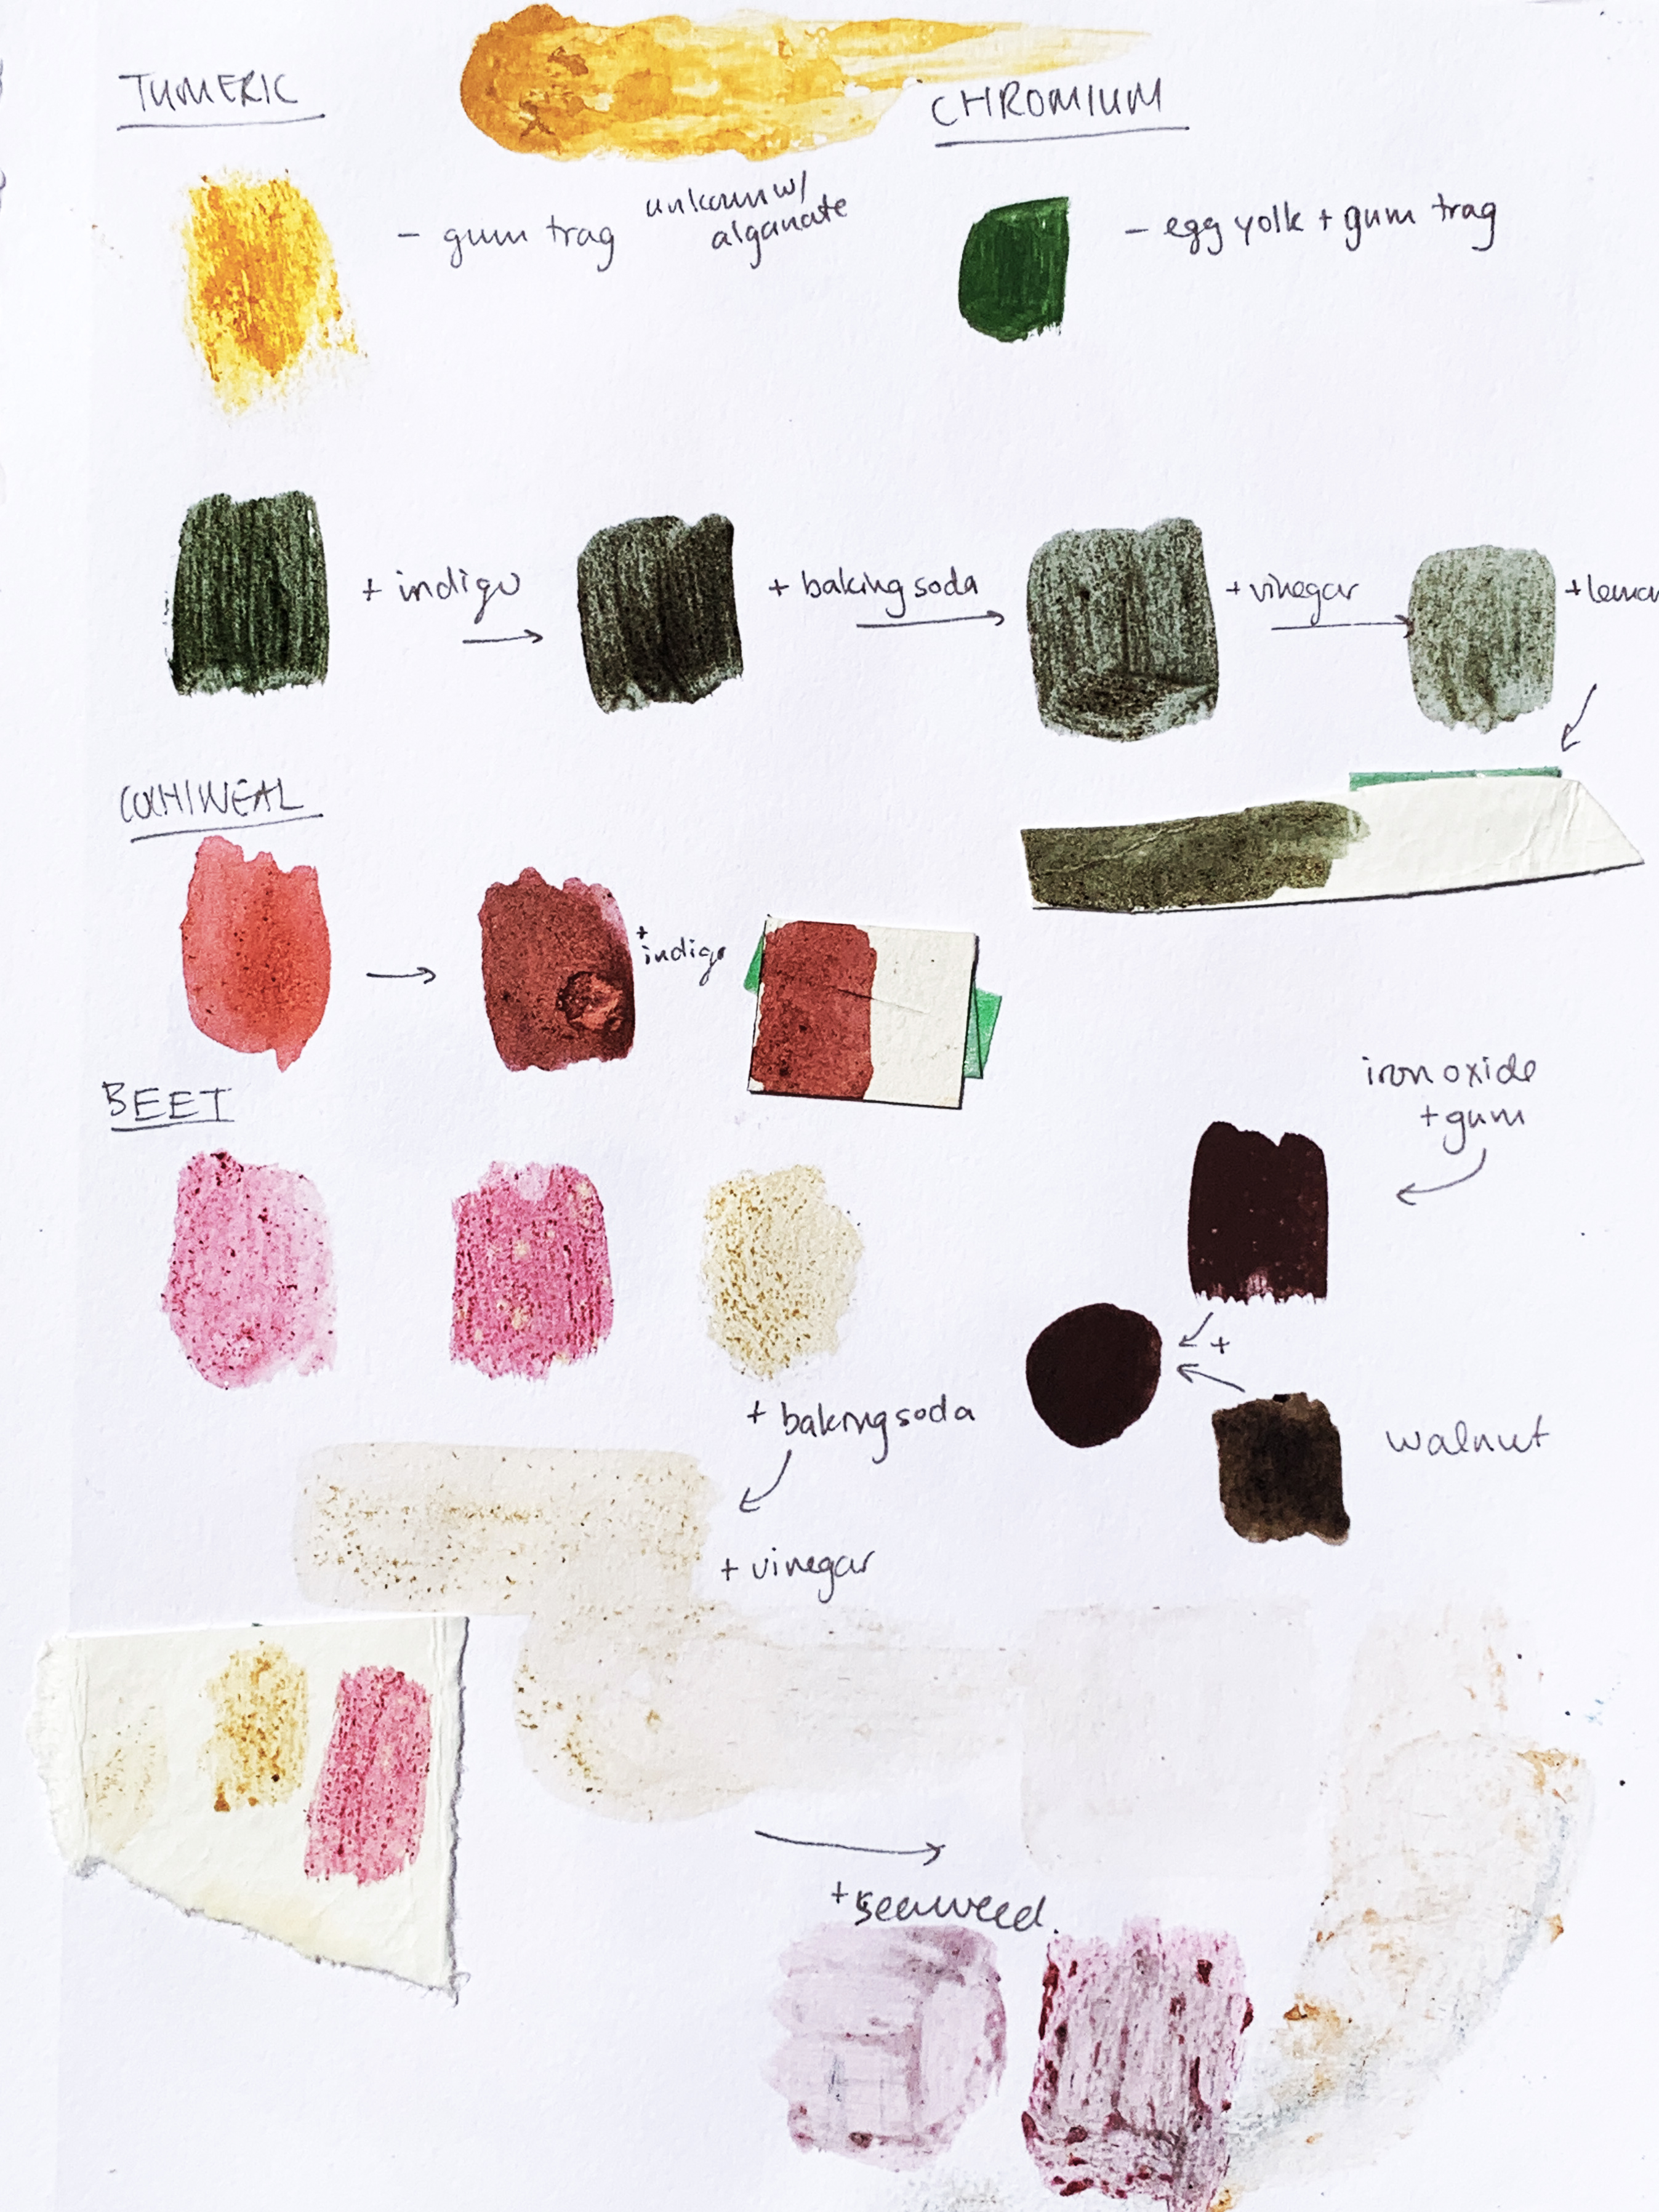 TUMERIC
CHROMIUM
- gum trag
unkown w/
alganate
- egg yolk + gum trag
+ indigo
+ baking soda
+ vinegar
+ lemon
COCHINEAL
+
indigo
BEET
iron oxide
+ gum
+
+ baking soda
walnut
+ vinegar
+ seaweed.